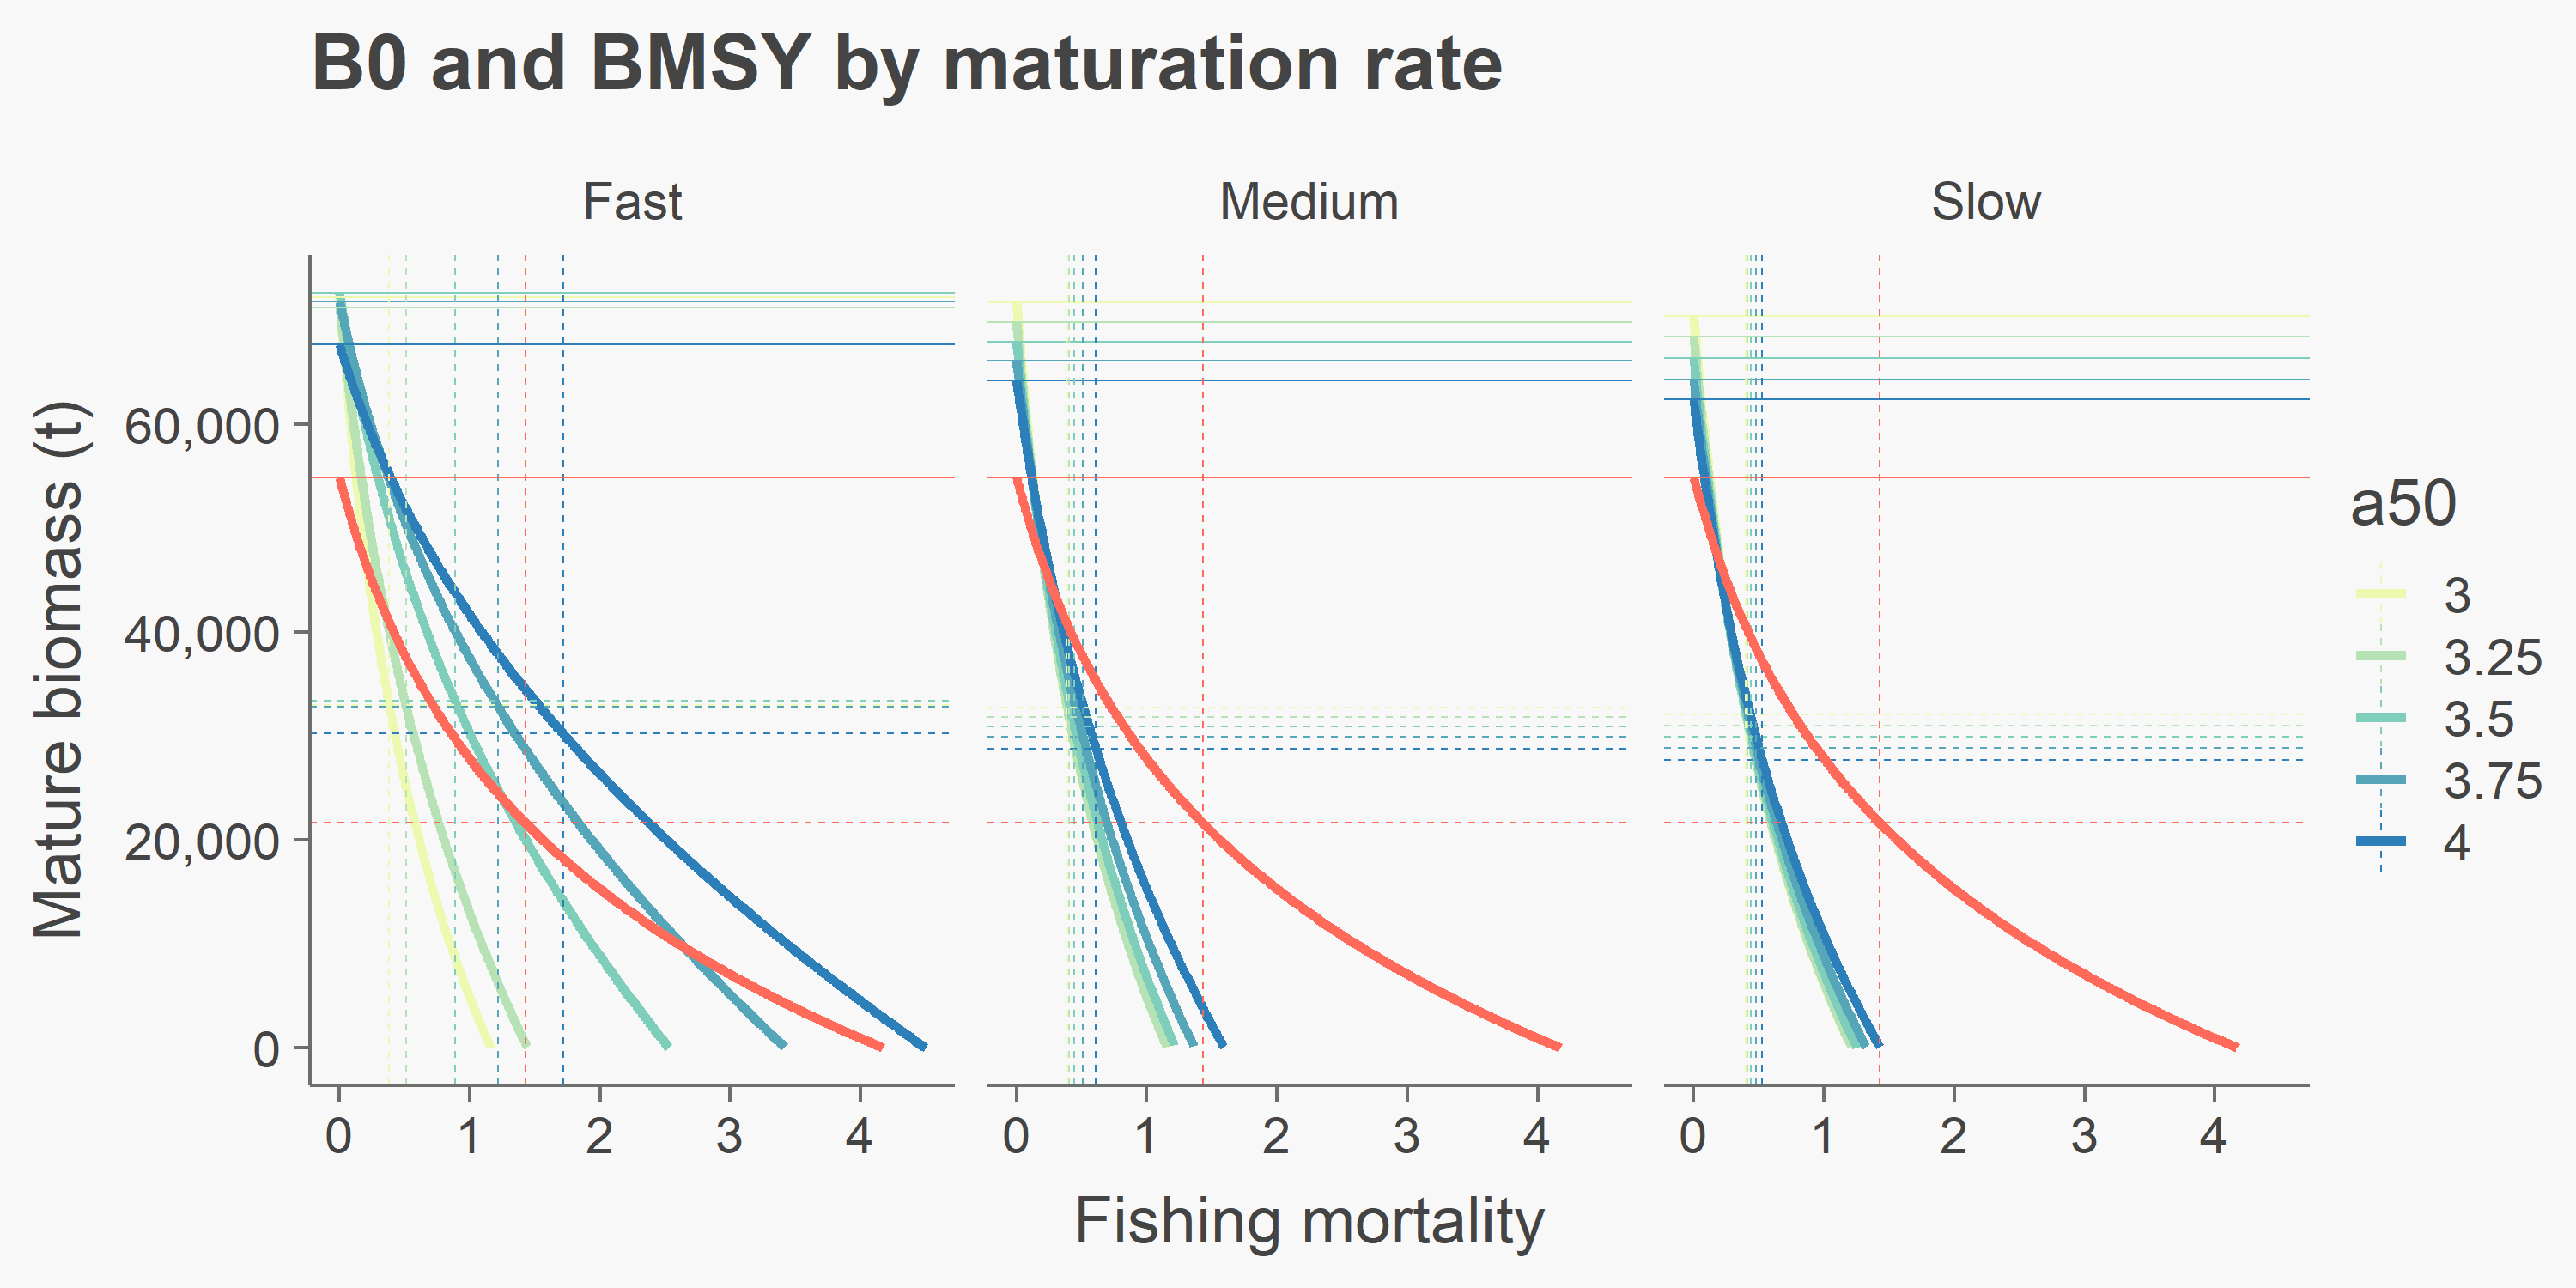 B0 and BMSY by maturation rate
Fast Medium Slow
Mature biomass (t)
60,000
40,000
20,000
0
0 1 2 3 4
0 1 2 3 4
0 1 2 3 4
Fishing mortality
a50
3
3.25
3.5
3.75
4